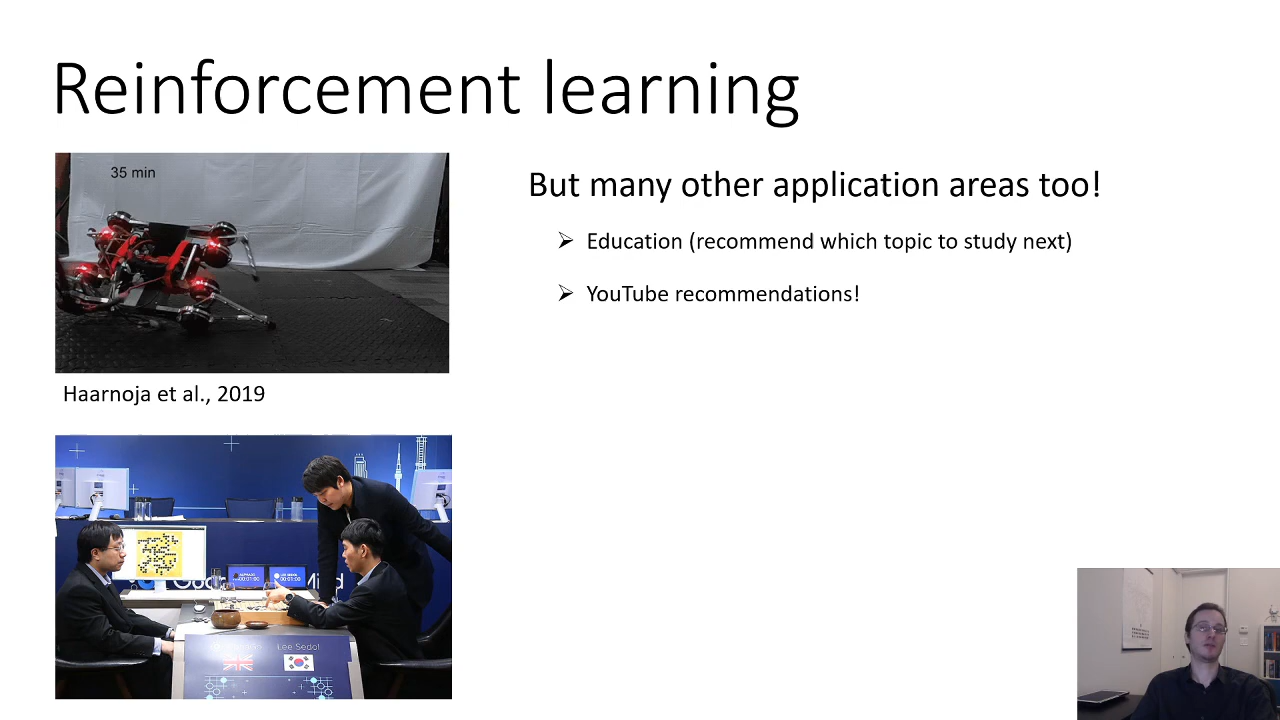 Reinforcement learning
35 min
But many other application areas too!
Education (recommend which topic to study next)
YouTube recommendations!
Haarnoja et al., 2019
Lee Sedol